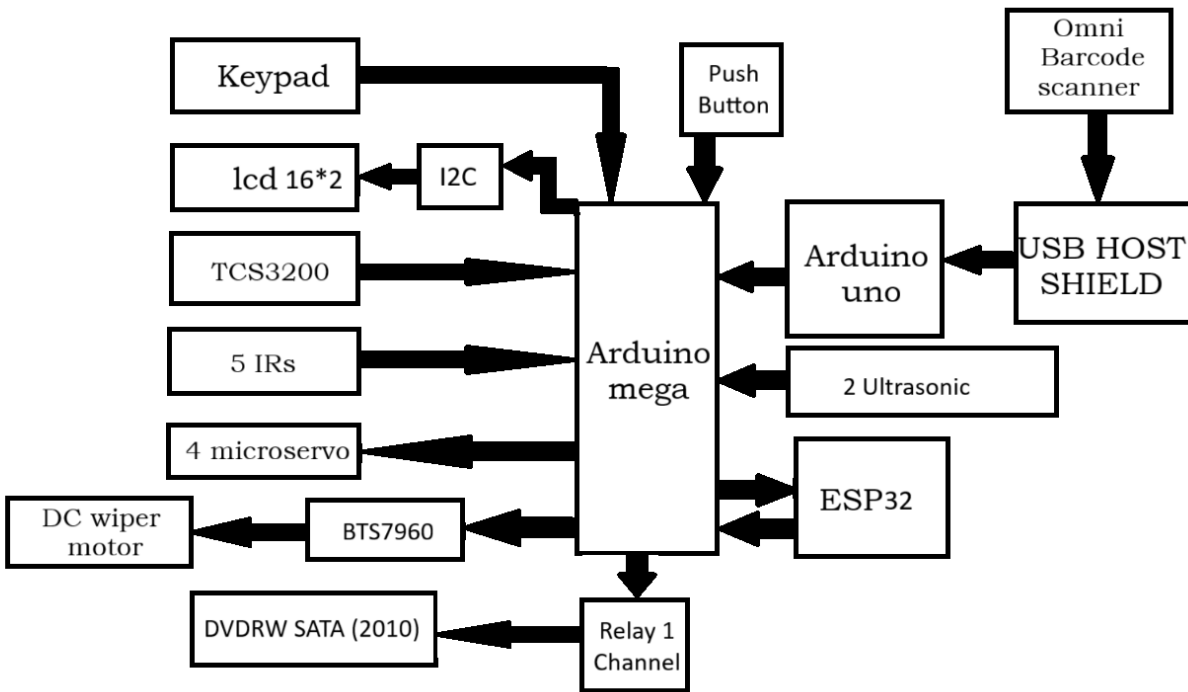 Keypad
Push
Button
Omni
Barcode
scanner
lcd 16*2
I2C
TCS3200
Arduino
uno
USB HOST
SHIELD
5 IRs
Arduino
mega
2 Ultrasonic
4 microservo
ESP32
DC wiper
motor
BTS7960
DVDRW SATA (2010)
Relay 1
Channel